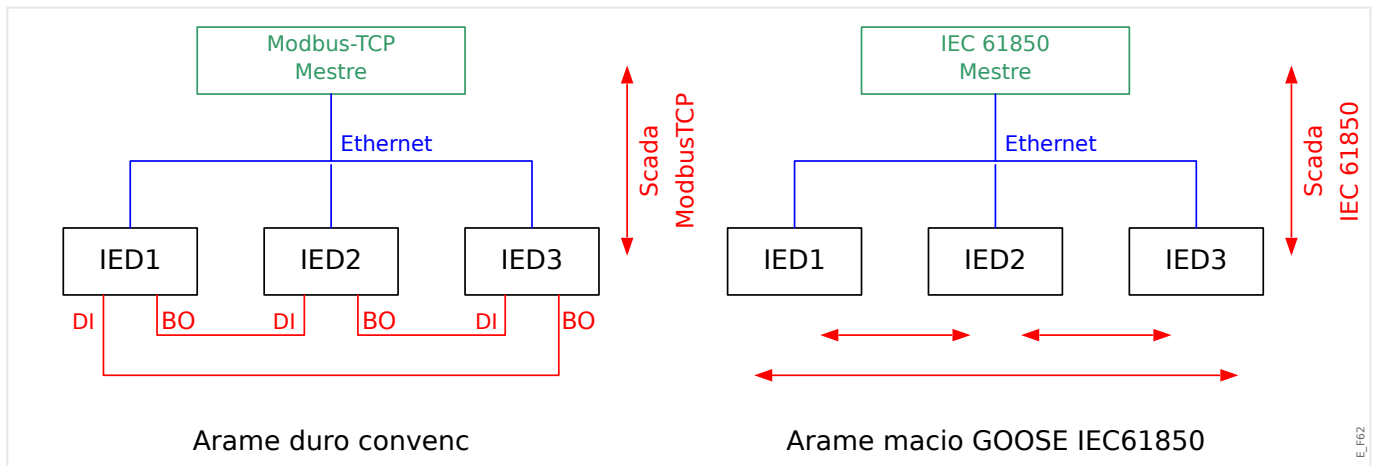 Modbus-TCP
Mestre
Ethernet
Scada
ModbusTCP
IED1
IED2
IED3
DI
BO
DI
BO
DI
BO
Arame duro convenc
IEC 61850
Mestre
Ethernet
Scada
IEC 61850
IED1
IED2
IED3
Arame macio GOOSE IEC61850
E_F62